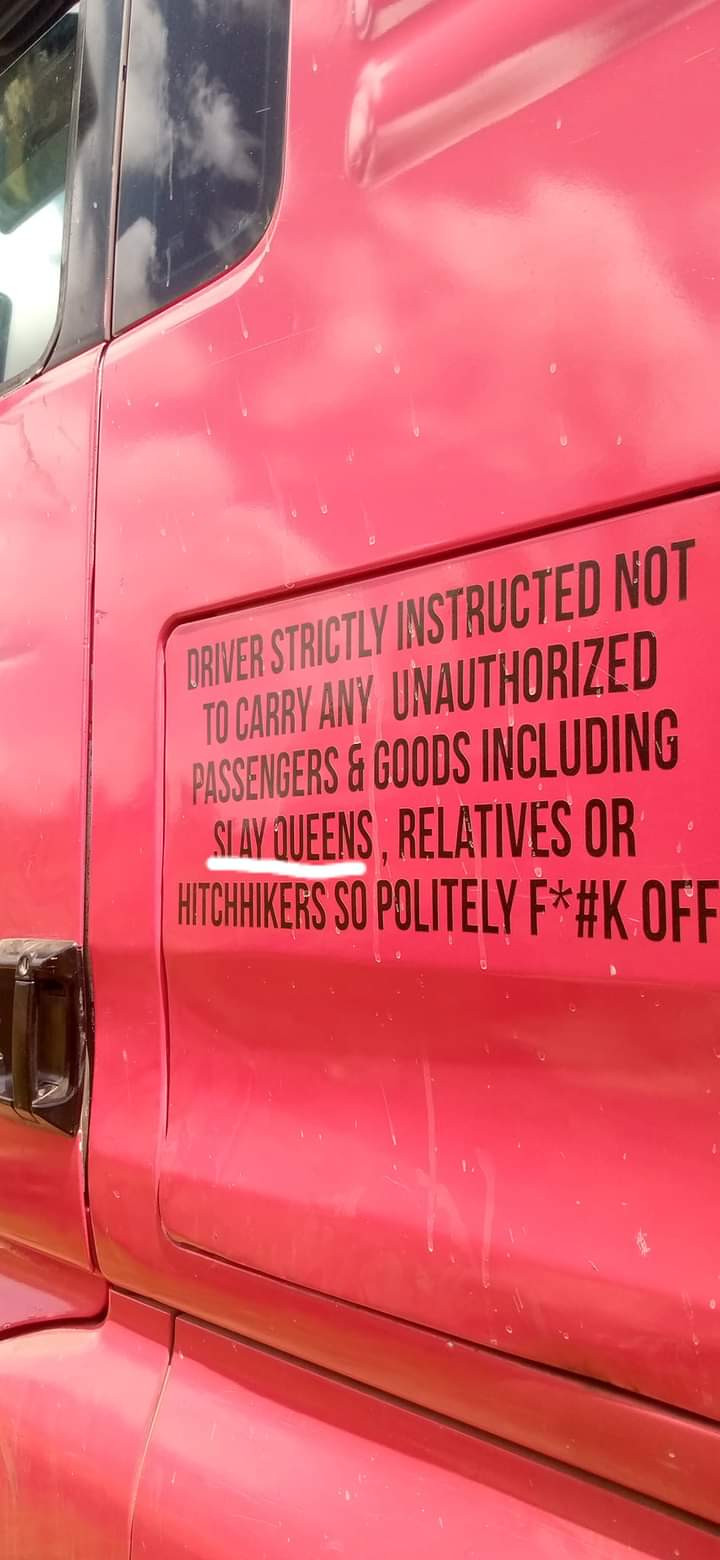 DRIVER STRICTLY INSTRUCTED NOT
TO CARRY ANY UNAUTHORIZED
PASSENGERS & GOODS INCLUDING
SLAY QUEENS , RELATIVES OR
HITCHHIKERS SO POLITELY F*#K OFF